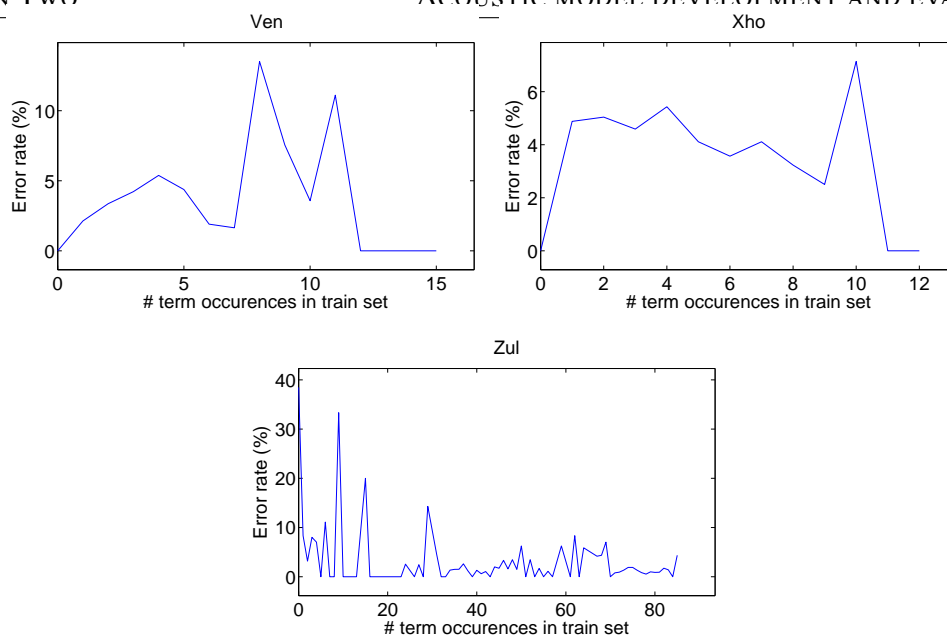 Ven
Xho
Error rate (%)
10
5
0
0 5 10 15
# term occurences in train set
Error rate (%)
6
4
2
0
0 2 4 6 8 10 12
# term occurences in train set
Zul
Error rate (%)
40
30
20
10
0
0 20 40 60 80
# term occurences in train set